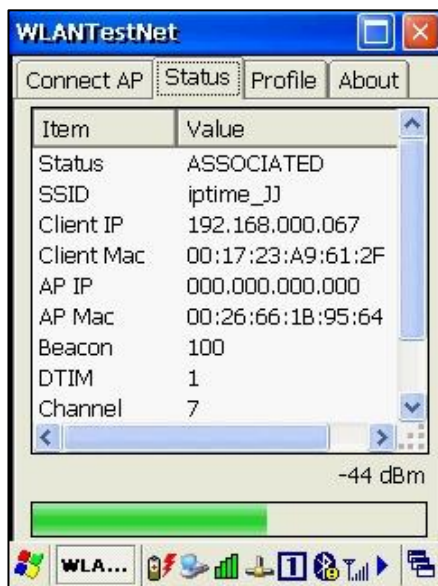 WLANTestNet
Connect AP Status Profile About
Item Value
Status ASSOCIATED
SSID iptime_JJ
Client IP 192.168.000.067
Client Mac 00:17:23:A9:61:2F
AP IP 000.000.000.000
AP Mac 00:26:66:1B:95:64
Beacon 100
DTIM 1
Channel 7
-44 dBm
WLA... 1